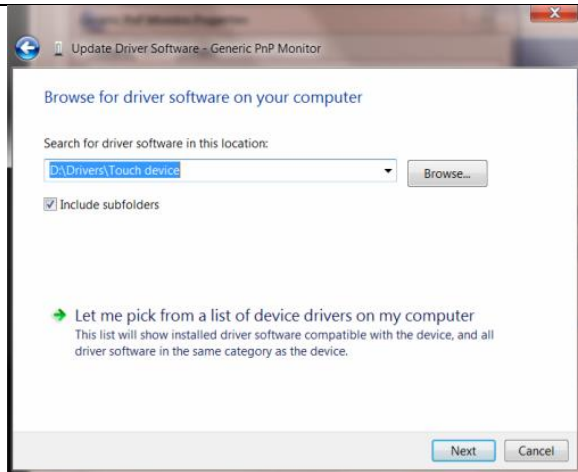 Update Driver Software - Generic PnP Monitor
Browse for driver software on your computer
Search for driver software in this location:
D:\Drivers\Touch device
Browse...
Include subfolders
Let me pick from a list of device drivers on my computer
This list will show installed driver software compatible with the device, and all
driver software in the same category as the device.
Next
Cancel